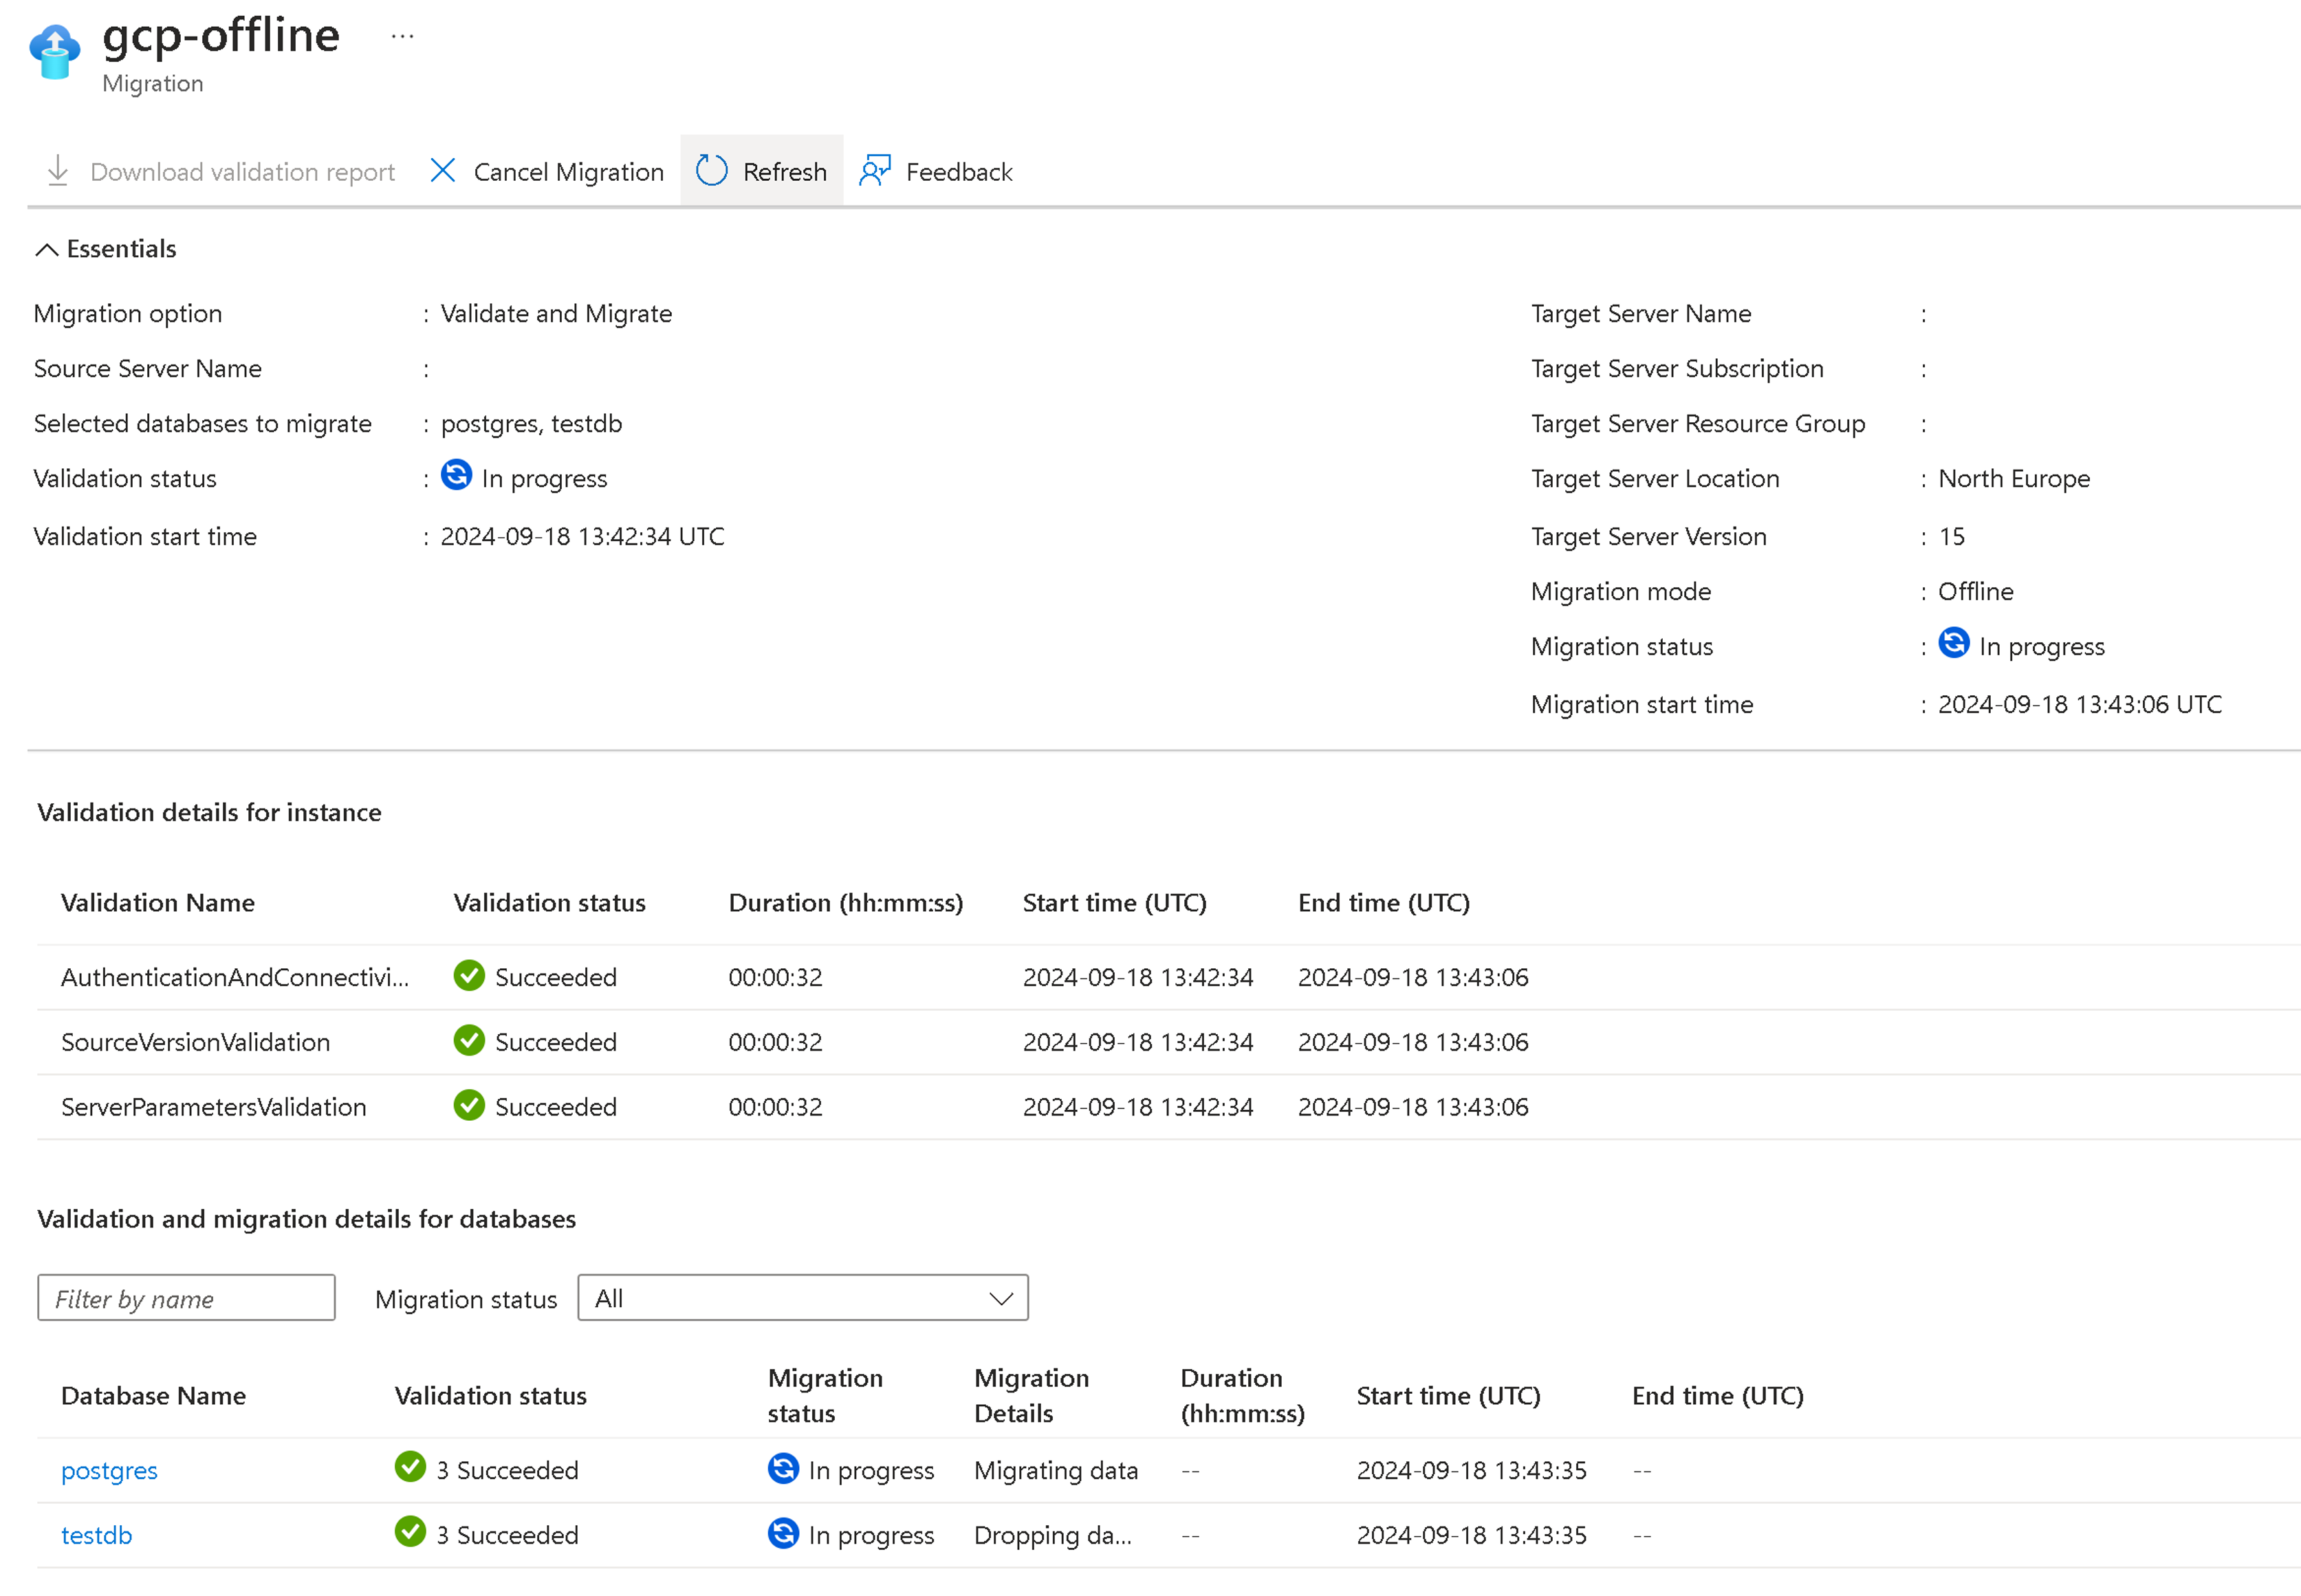 gcp-offline ...
Migration
Download validation report Cancel Migration Refresh Feedback
Essentials
Migration option : Validate and Migrate Target Server Name :
Source Server Name : Target Server Subscription :
Selected databases to migrate : postgres, testdb Target Server Resource Group :
Validation status : In progress Target Server Location : North Europe
Validation start time : 2024-09-18 13:42:34 UTC Target Server Version : 15
Migration mode : Offline
Migration status : In progress
Migration start time : 2024-09-18 13:43:06 UTC
Validation details for instance
Validation Name Validation status Duration (hh:mm:ss) Start time (UTC) End time (UTC)
AuthenticationAndConnectivi... Succeeded 00:00:32 2024-09-18 13:42:34 2024-09-18 13:43:06
SourceVersionValidation Succeeded 00:00:32 2024-09-18 13:42:34 2024-09-18 13:43:06
ServerParametersValidation Succeeded 00:00:32 2024-09-18 13:42:34 2024-09-18 13:43:06
Validation and migration details for databases
Filter by name Migration status All
Database Name Validation status Migration status Migration Details Duration (hh:mm:ss) Start time (UTC) End time (UTC)
postgres 3 Succeeded In progress Migrating data -- 2024-09-18 13:43:35 --
testdb 3 Succeeded In progress Dropping da... -- 2024-09-18 13:43:35 --